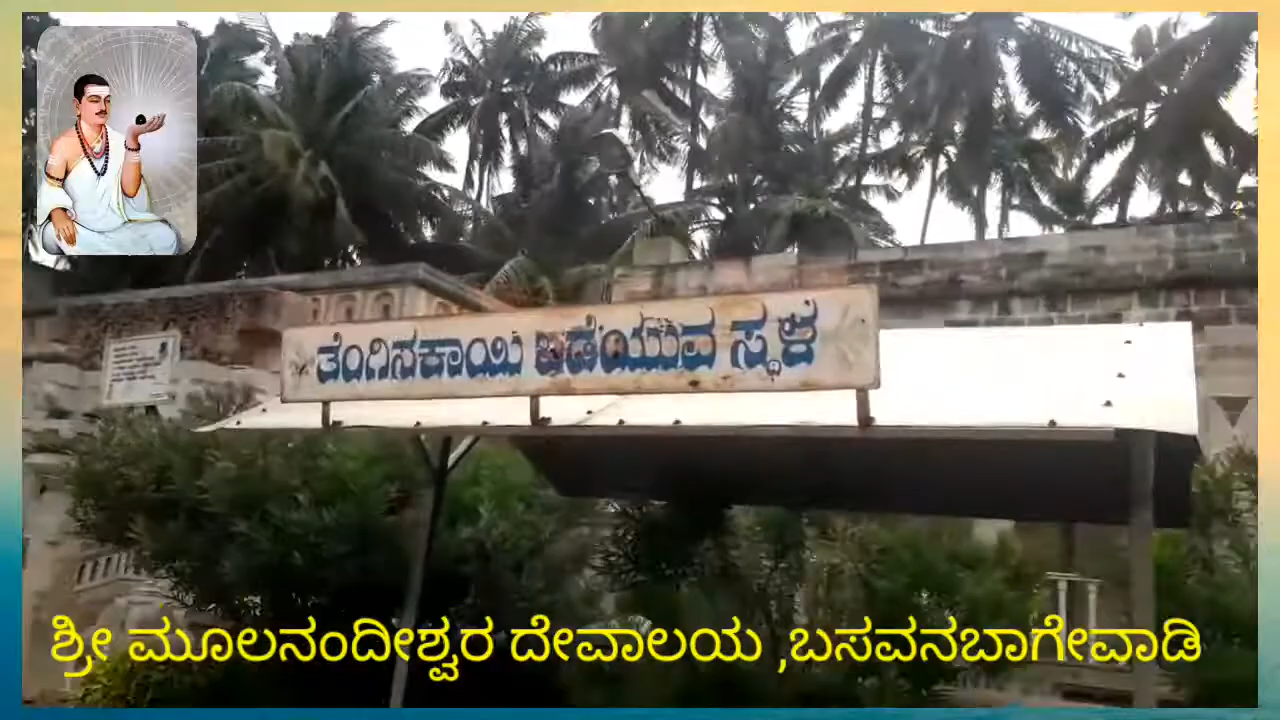 ತೆಂಗಿನಕಾಯಿ ಒಡೆಯುವ ಸ್ಥಳ
ಶ್ರೀ ಮೂಲನಂದೀಶ್ವರ ದೇವಾಲಯ ,ಬಸವನಬಾಗೇವಾಡಿ